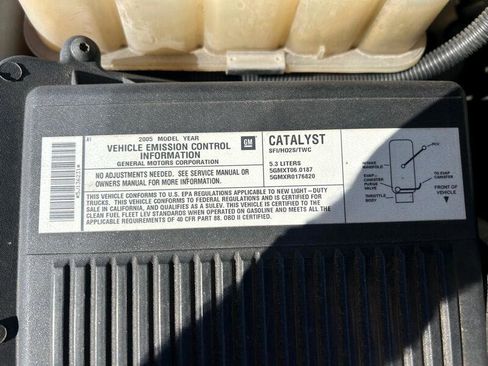 2005 MODEL YEAR
VEHICLE EMISSION CONTROL
INFORMATION
GENERAL MOTORS CORPORATION
GM
NO ADJUSTMENTS NEEDED. SEE SERVICE MANUAL OR
OWNERS MANUAL FOR MORE INFORMATION.
CATALYST
SFI/HO2S/TWC
5.3 LITERS
5GMXT06.0187
5GMXR0176820
THIS VEHICLE CONFORMS TO U.S. EPA REGULATIONS APPLICABLE TO NEW LIGHT-DUTY
TRUCKS. THIS VEHICLE CONFORMS TO FEDERAL REGULATIONS AND IS CERTIFIED FOR
SALE IN CALIFORNIA, AND QUALIFIES AS A SULEV. THIS VEHICLE IS CERTIFIED TO ALL
CLEAN FUEL FLEET LEV STANDARDS WHEN OPERATED ON GASOLINE AND MEETS ALL THE
APPLICABLE REQUIREMENTS OF 40 CFR PART 88. OBD II CERTIFIED.
PCV
INTAKE
MANIFOLD
EVAP
CANISTER
PURGE
VALVE
THROTTLE
BODY
TO EVAP
CANISTER
FRONT OF
VEHICLE